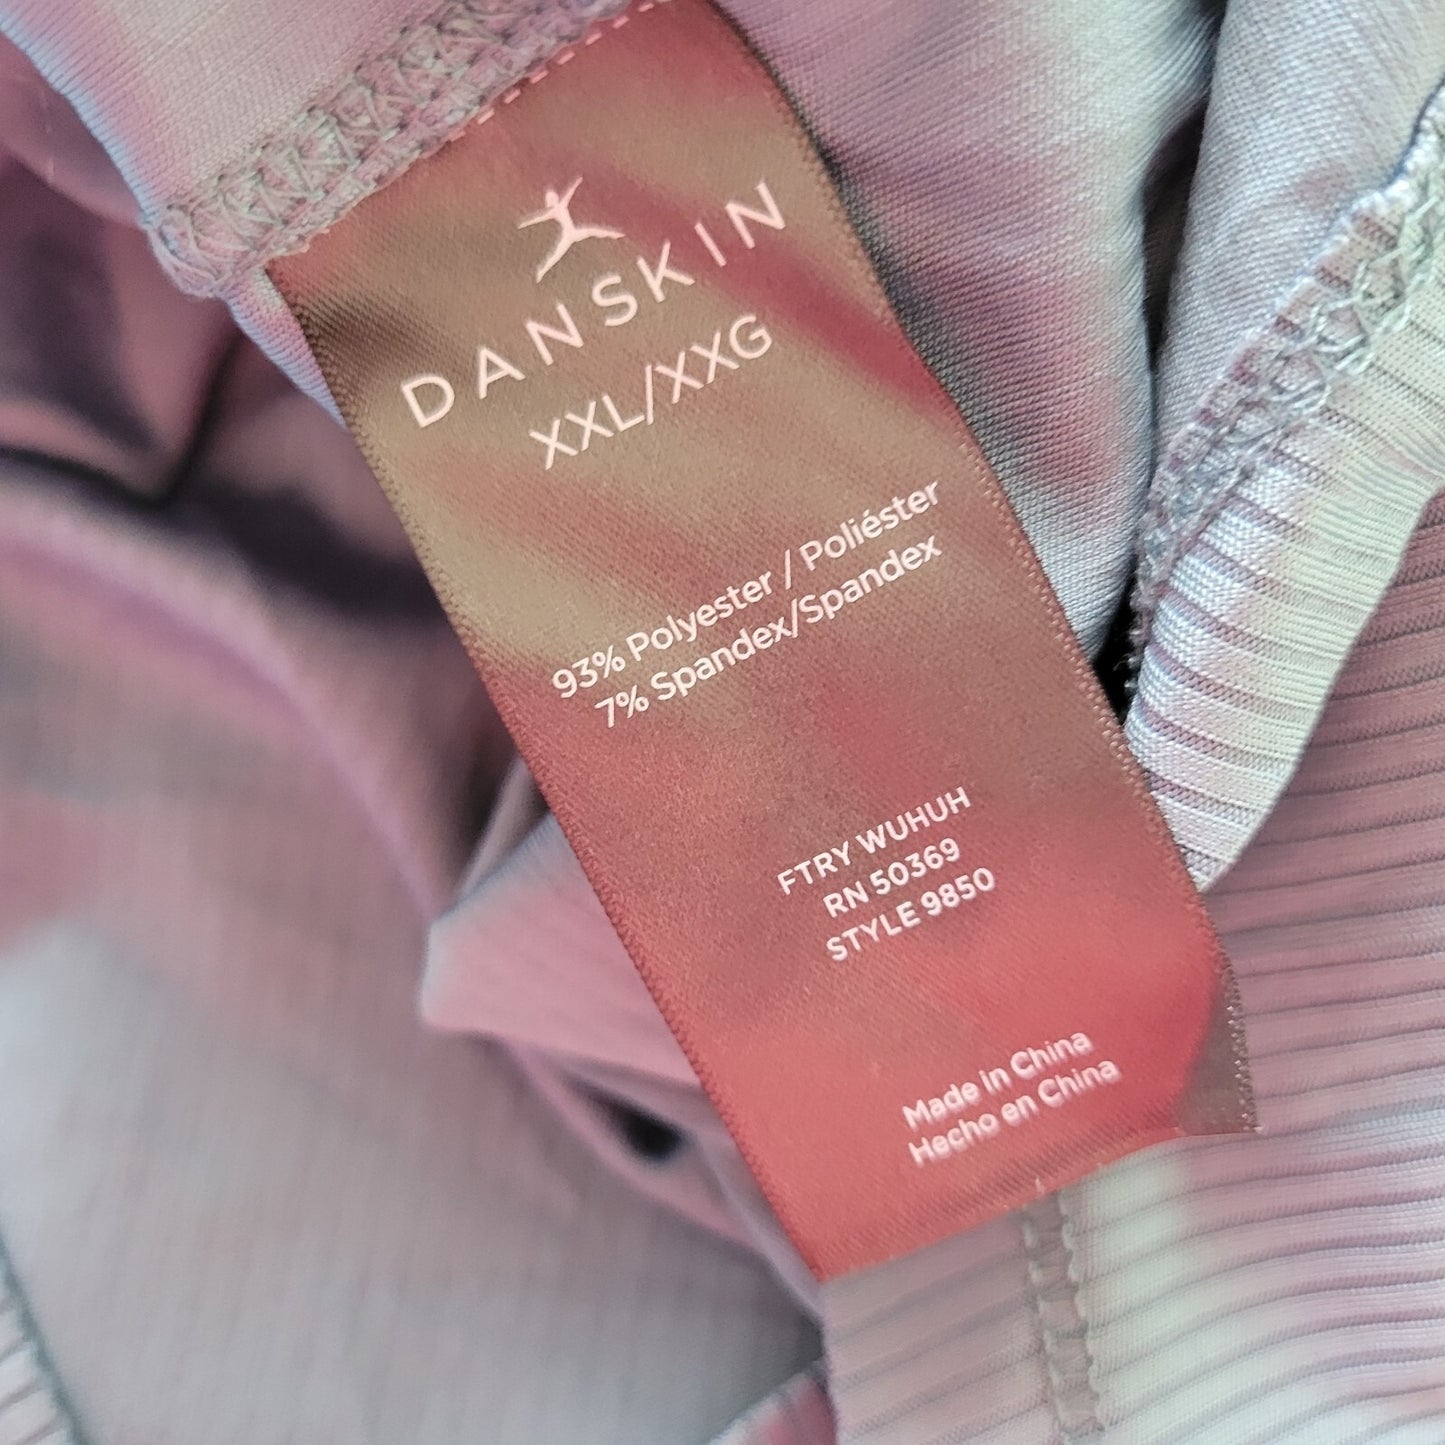 DANSKIN
XXL/XXG
93% Polyester / Poliéster
7% Spandex/Spandex
FTRY WUHUH
RN 50369
STYLE 9850
Made in China
Hecho en China